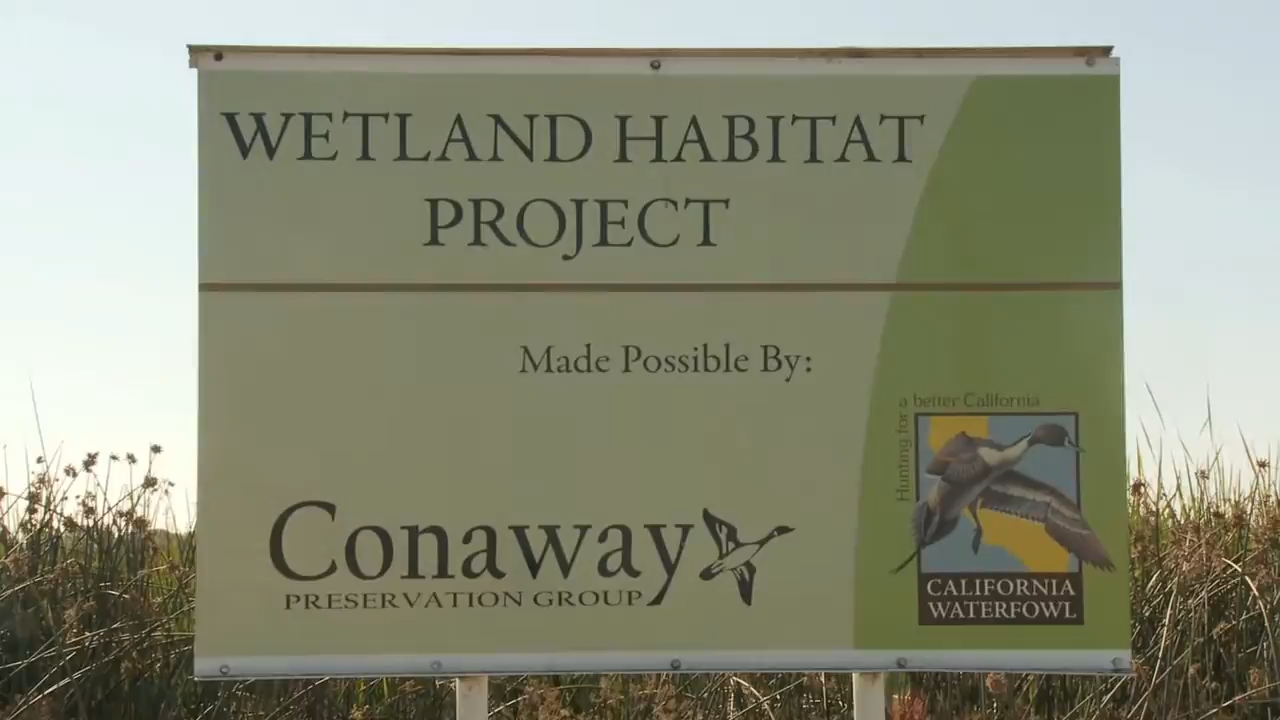 WETLAND HABITAT
PROJECT
Made Possible By:
Conaway
PRESERVATION GROUP
Hunting for
a better California
CALIFORNIA
WATERFOWL